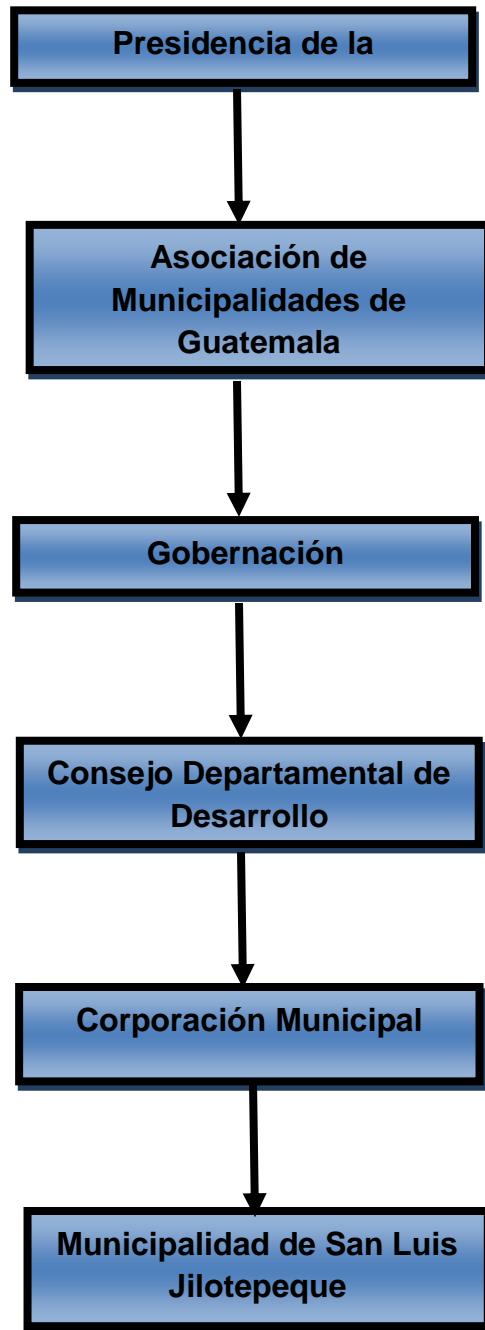 Presidencia de la
Asociación de
Municipalidades de
Guatemala
Gobernación
Consejo Departamental de
Desarrollo
Corporación Municipal
Municipalidad de San Luis
Jilotepeque